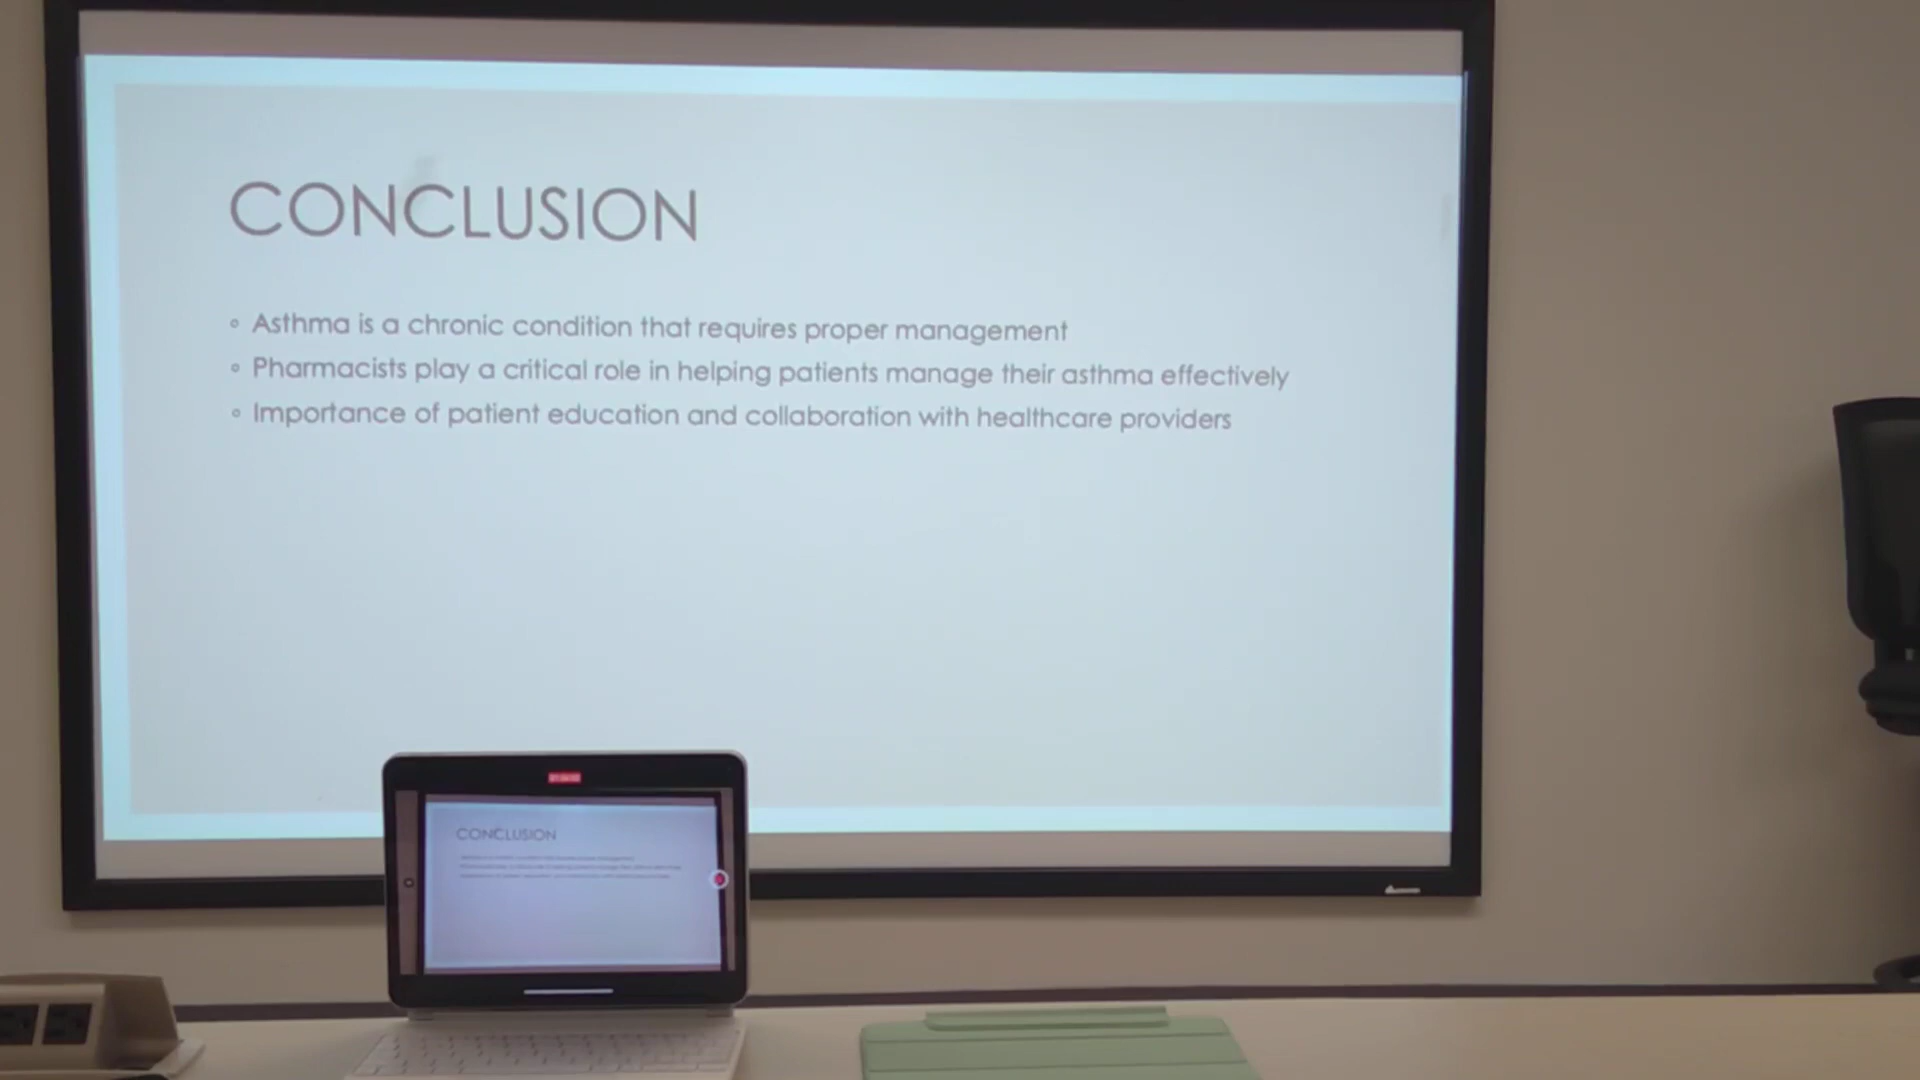 CONCLUSION
Asthma is a chronic condition that requires proper management
Pharmacists play a critical role in helping patients manage their asthma effectively
Importance of patient education and collaboration with healthcare providers
CONCLUSION